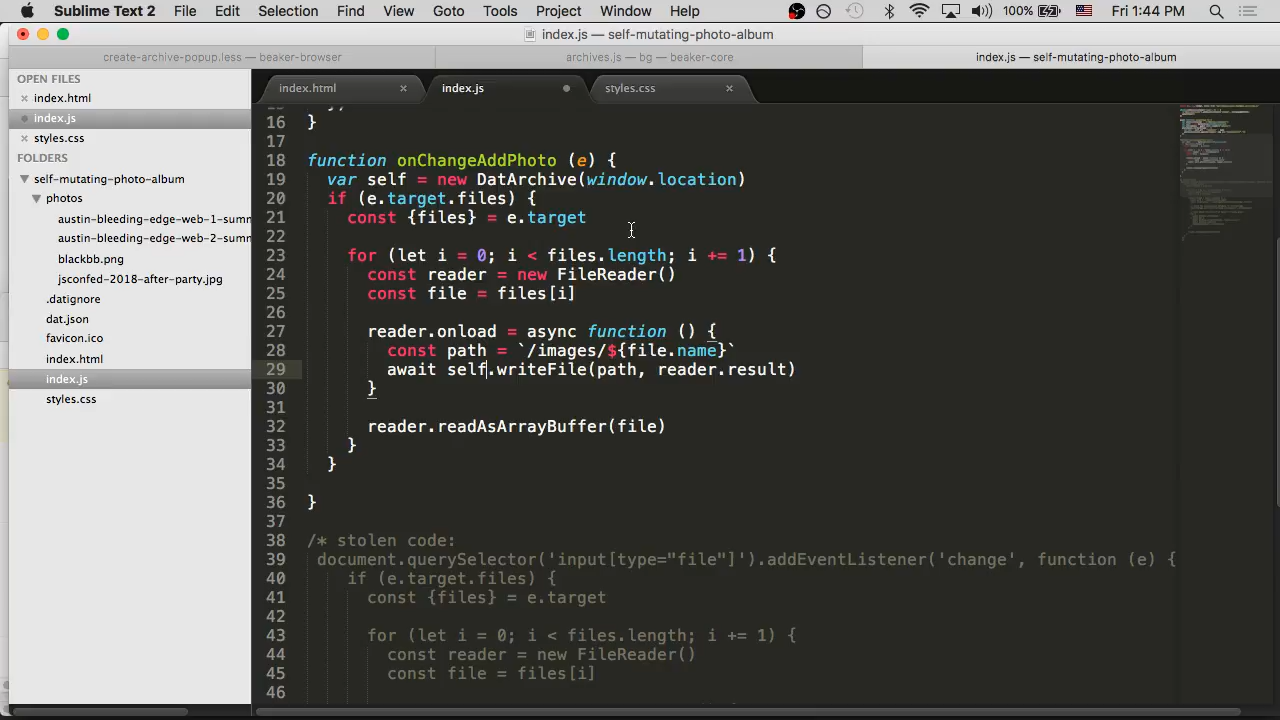 Sublime Text 2 File Edit Selection Find View Goto Tools Project Window Help 100% Fri 1:44 PM
index.js — self-mutating-photo-album
create-archive-popup.less — beaker-browser archives.js — bg — beaker-core index.js — self-mutating-photo-album
OPEN FILES
index.html
index.js
styles.css
FOLDERS
self-mutating-photo-album
photos
austin-bleeding-edge-web-1-sumn
austin-bleeding-edge-web-2-sumn
blackbb.png
jsconfed-2018-after-party.jpg
.datignore
dat.json
favicon.ico
index.html
index.js
styles.css
index.html index.js styles.css
16 }
17
18 function onChangeAddPhoto (e) {
19 var self = new DatArchive(window.location)
20 if (e.target.files) {
21 const {files} = e.target
22
23 for (let i = 0; i < files.length; i += 1) {
24 const reader = new FileReader()
25 const file = files[i]
26
27 reader.onload = async function () {
28 const path = `/images/${file.name}`
29 await self.writeFile(path, reader.result)
30 }
31
32 reader.readAsArrayBuffer(file)
33 }
34 }
35
36 }
37
38 /* stolen code:
39 document.querySelector('input[type="file"]').addEventListener('change', function (e) {
40 if (e.target.files) {
41 const {files} = e.target
42
43 for (let i = 0; i < files.length; i += 1) {
44 const reader = new FileReader()
45 const file = files[i]
46